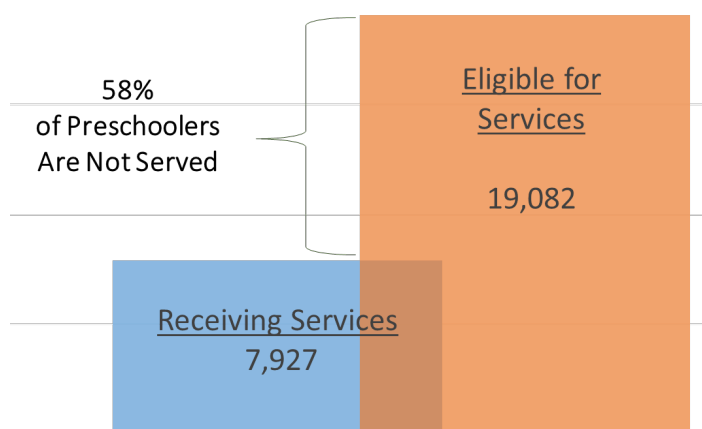 58%
of Preschoolers
Are Not Served
Eligible for
Services
19,082
Receiving Services
7,927